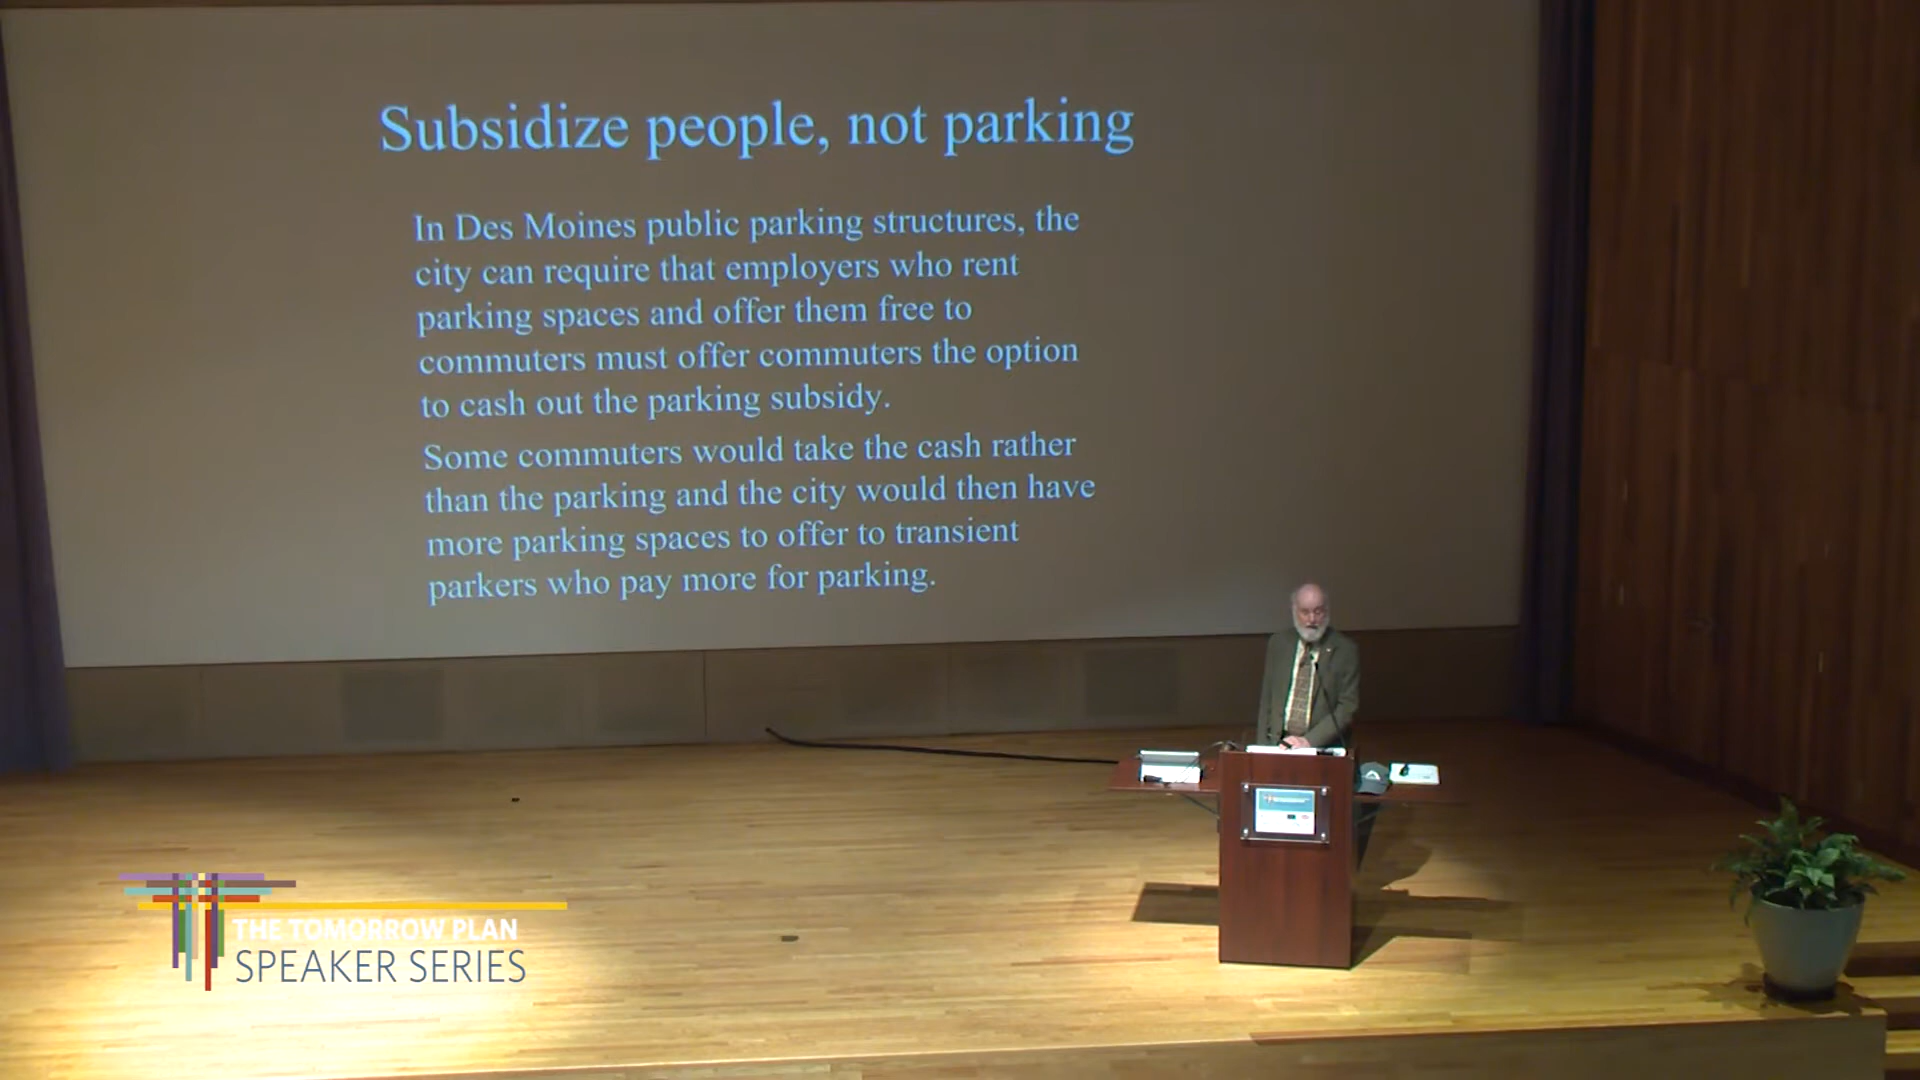 Subsidize people, not parking
In Des Moines public parking structures, the
city can require that employers who rent
parking spaces and offer them free to
commuters must offer commuters the option
to cash out the parking subsidy.
Some commuters would take the cash rather
than the parking and the city would then have
more parking spaces to offer to transient
parkers who pay more for parking.
THE TOMORROW PLAN
SPEAKER SERIES